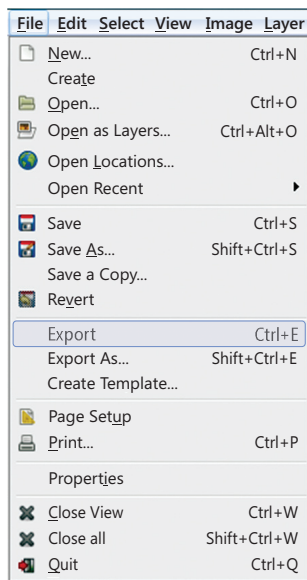 File Edit Select View Image Layer
New... Ctrl+N
Create
Open... Ctrl+O
Open as Layers... Ctrl+Alt+O
Open Locations...
Open Recent
Save Ctrl+S
Save As... Shift+Ctrl+S
Save a Copy...
Revert
Export Ctrl+E
Export As... Shift+Ctrl+E
Create Template...
Page Setup
Print... Ctrl+P
Properties
Close View Ctrl+W
Close all Shift+Ctrl+W
Quit Ctrl+Q